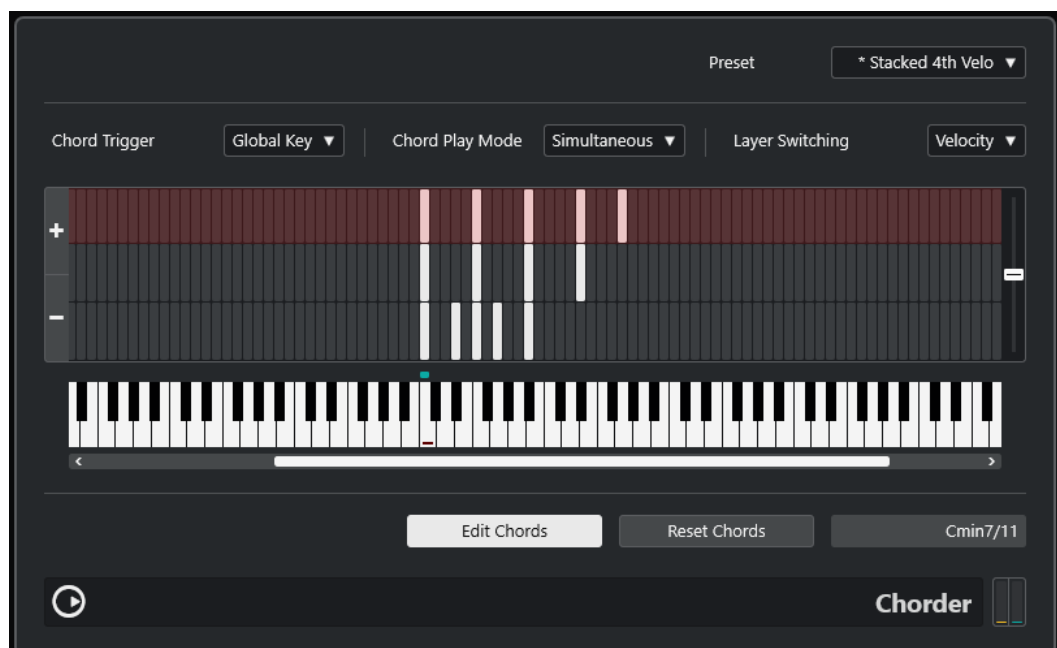 Preset * Stacked 4th Velo
Chord Trigger Global Key Chord Play Mode Simultaneous Layer Switching Velocity
Edit Chords Reset Chords Cmin7/11
Chorder